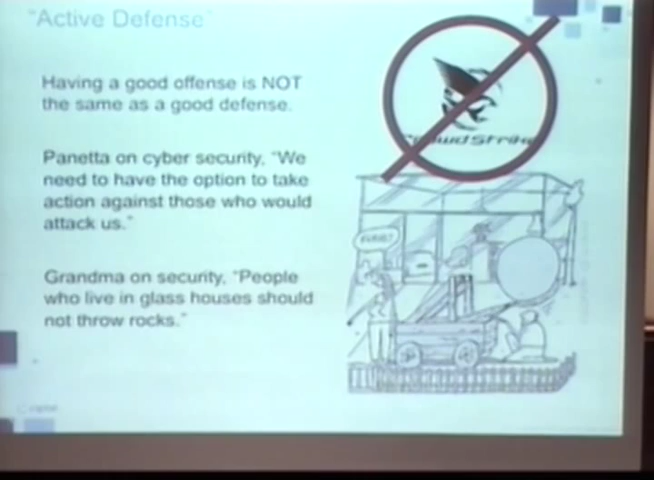 "Active Defense"
Having a good offense is NOT
the same as a good defense.
Panetta on cyber security, "We
need to have the option to take
action against those who would
attack us."
Grandma on security, "People
who live in glass houses should
not throw rocks."
CrowdStrike